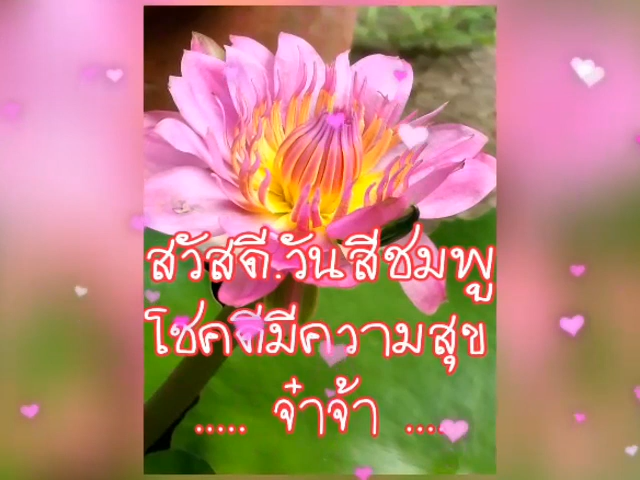 สวัสดี.วันสีชมพู
โชคดีมีความสุข
..... จ๋าจ้า ....